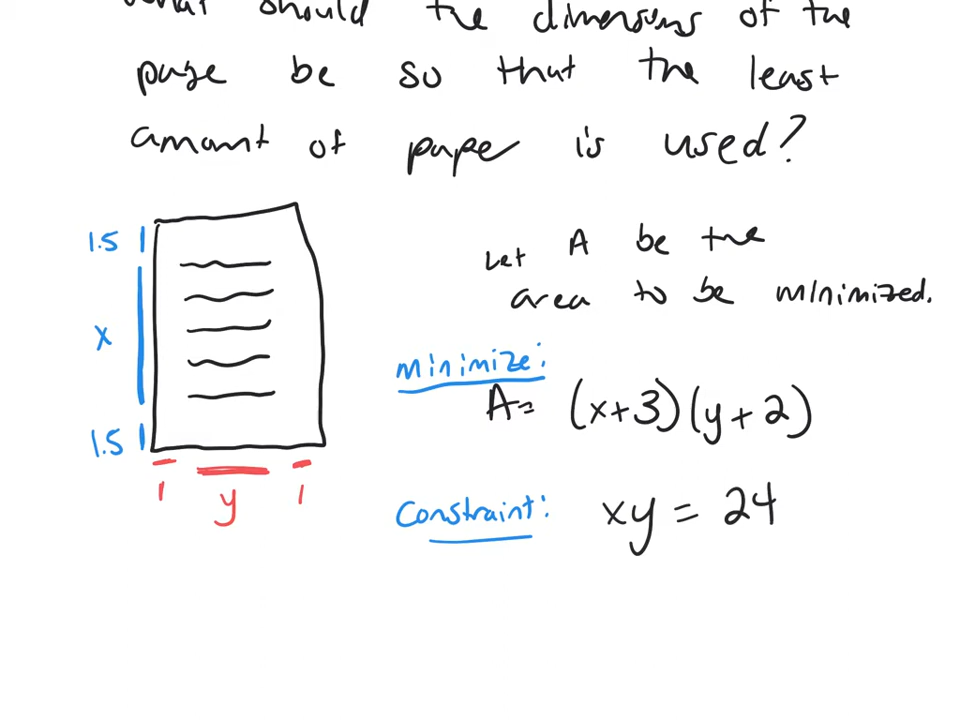 What should the dimensions of the
page be so that the least
amount of paper is used?
1.5
x
1.5
1 y 1
Let A be the
area to be minimized.
minimize:
A= (x+3)(y+2)
Constraint: xy = 24